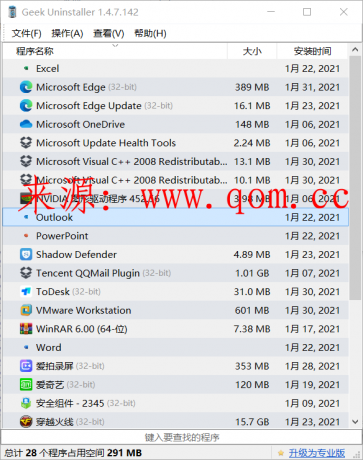 Geek Uninstaller 1.4.7.142
文件(F) 操作(A) 查看(V) 帮助(H)
程序名称 大小 安装时间
Excel 1月 22, 2021
Microsoft Edge (32-bit) 389 MB 1月 31, 2021
Microsoft Edge Update (32-bit) 16.1 MB 1月 23, 2021
Microsoft OneDrive 148 MB 1月 06, 2021
Microsoft Update Health Tools 2.24 MB 1月 06, 2021
Microsoft Visual C++ 2008 Redistributab... 13.1 MB 1月 30, 2021
Microsoft Visual C++ 2008 Redistributab... 10.1 MB 1月 30, 2021
NVIDIA 图形驱动程序 452.56 3.98 MB 1月 06, 2021
来源：www.qom.cc
Outlook 1月 22, 2021
PowerPoint 1月 22, 2021
Shadow Defender 4.89 MB 1月 23, 2021
Tencent QQMail Plugin (32-bit) 1.01 GB 1月 07, 2021
ToDesk (32-bit) 31.0 MB 1月 30, 2021
VMware Workstation 601 MB 1月 30, 2021
WinRAR 6.00 (64-位) 7.38 MB 1月 17, 2021
Word 1月 22, 2021
爱拍录屏 (32-bit) 353 MB 1月 28, 2021
爱奇艺 (32-bit) 120 MB 1月 19, 2021
安全组件 - 2345 (32-bit) 1月 09, 2021
穿越火线 (32-bit) 15.7 GB 1月 23, 2021
键入要查找的程序
总计 28 个程序占用空间 291 MB 升级为专业版